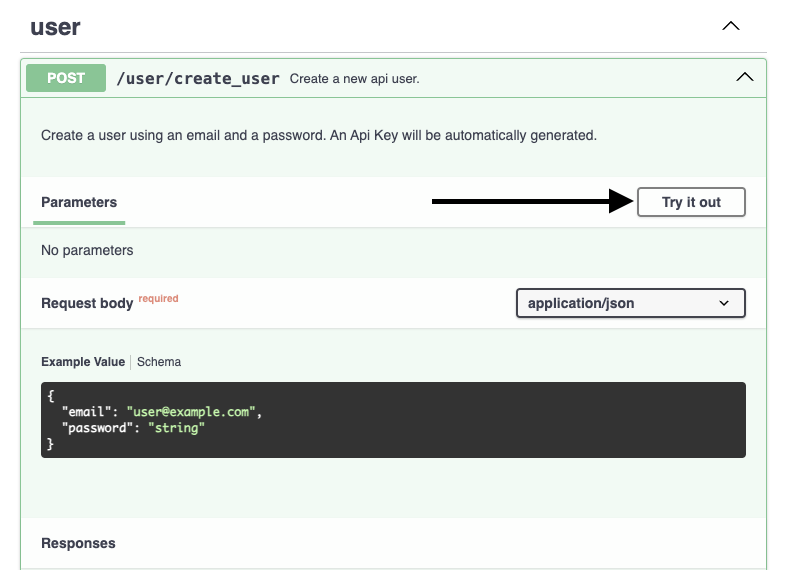 user
POST /user/create_user Create a new api user.
Create a user using an email and a password. An Api Key will be automatically generated.
Parameters Try it out
No parameters
Request body required application/json
Example Value Schema
{
"email": "user@example.com",
"password": "string"
}
Responses